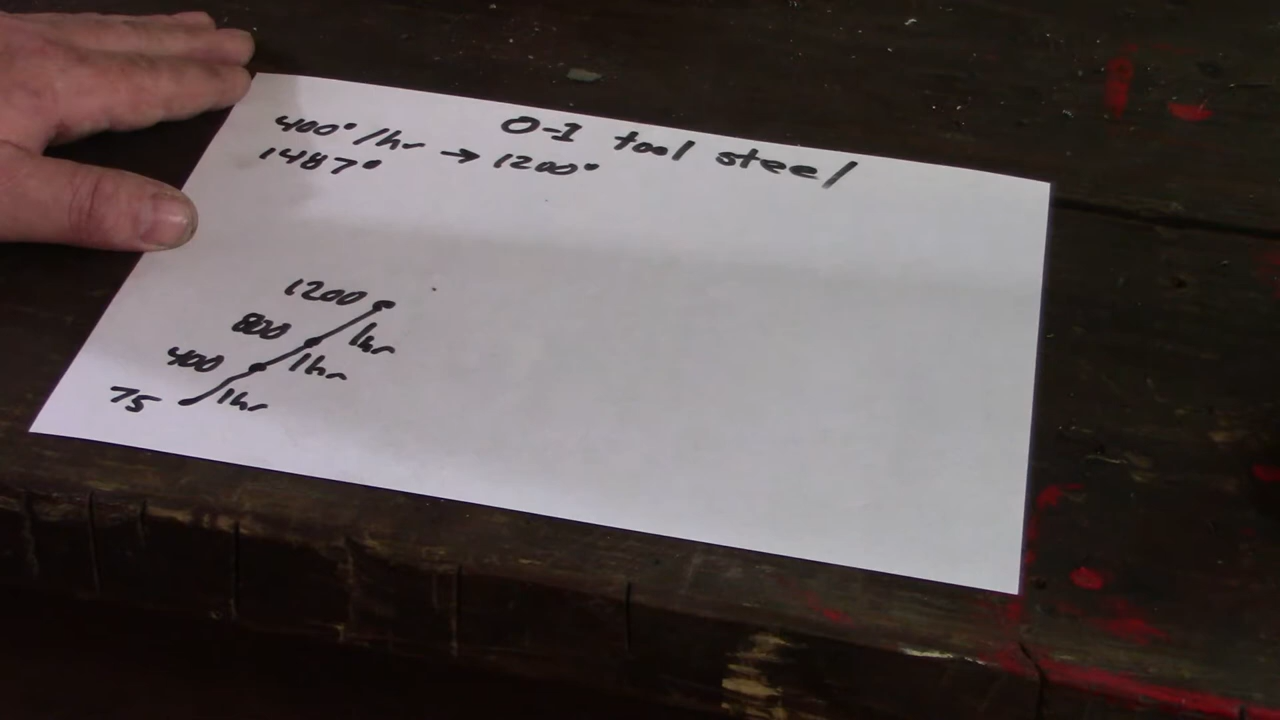 O-1 tool steel
400°/hr → 1200°
1487°
1200
1hr
800
1hr
400
1hr
75